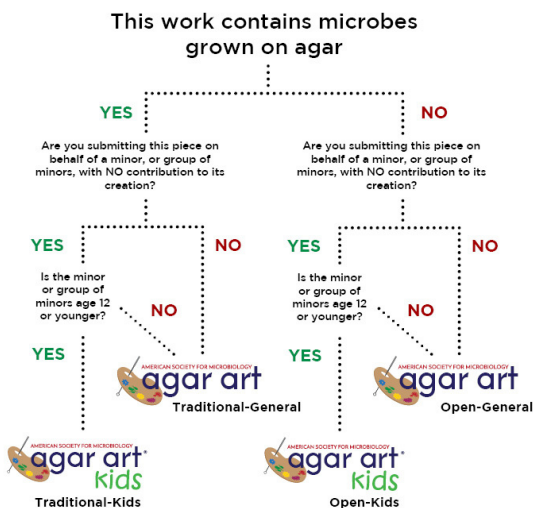 This work contains microbes
grown on agar
YES
NO
Are you submitting this piece on
behalf of a minor, or group of
minors, with NO contribution to its
creation?
Are you submitting this piece on
behalf of a minor, or group of
minors, with NO contribution to its
creation?
YES
NO
YES
NO
Is the minor
or group of
minors age 12
or younger?
Is the minor
or group of
minors age 12
or younger?
NO
NO
YES
YES
AMERICAN SOCIETY FOR MICROBIOLOGY
agar art
Traditional-General
AMERICAN SOCIETY FOR MICROBIOLOGY
agar art
Open-General
AMERICAN SOCIETY FOR MICROBIOLOGY
agar art
kids
Traditional-Kids
AMERICAN SOCIETY FOR MICROBIOLOGY
agar art
kids
Open-Kids